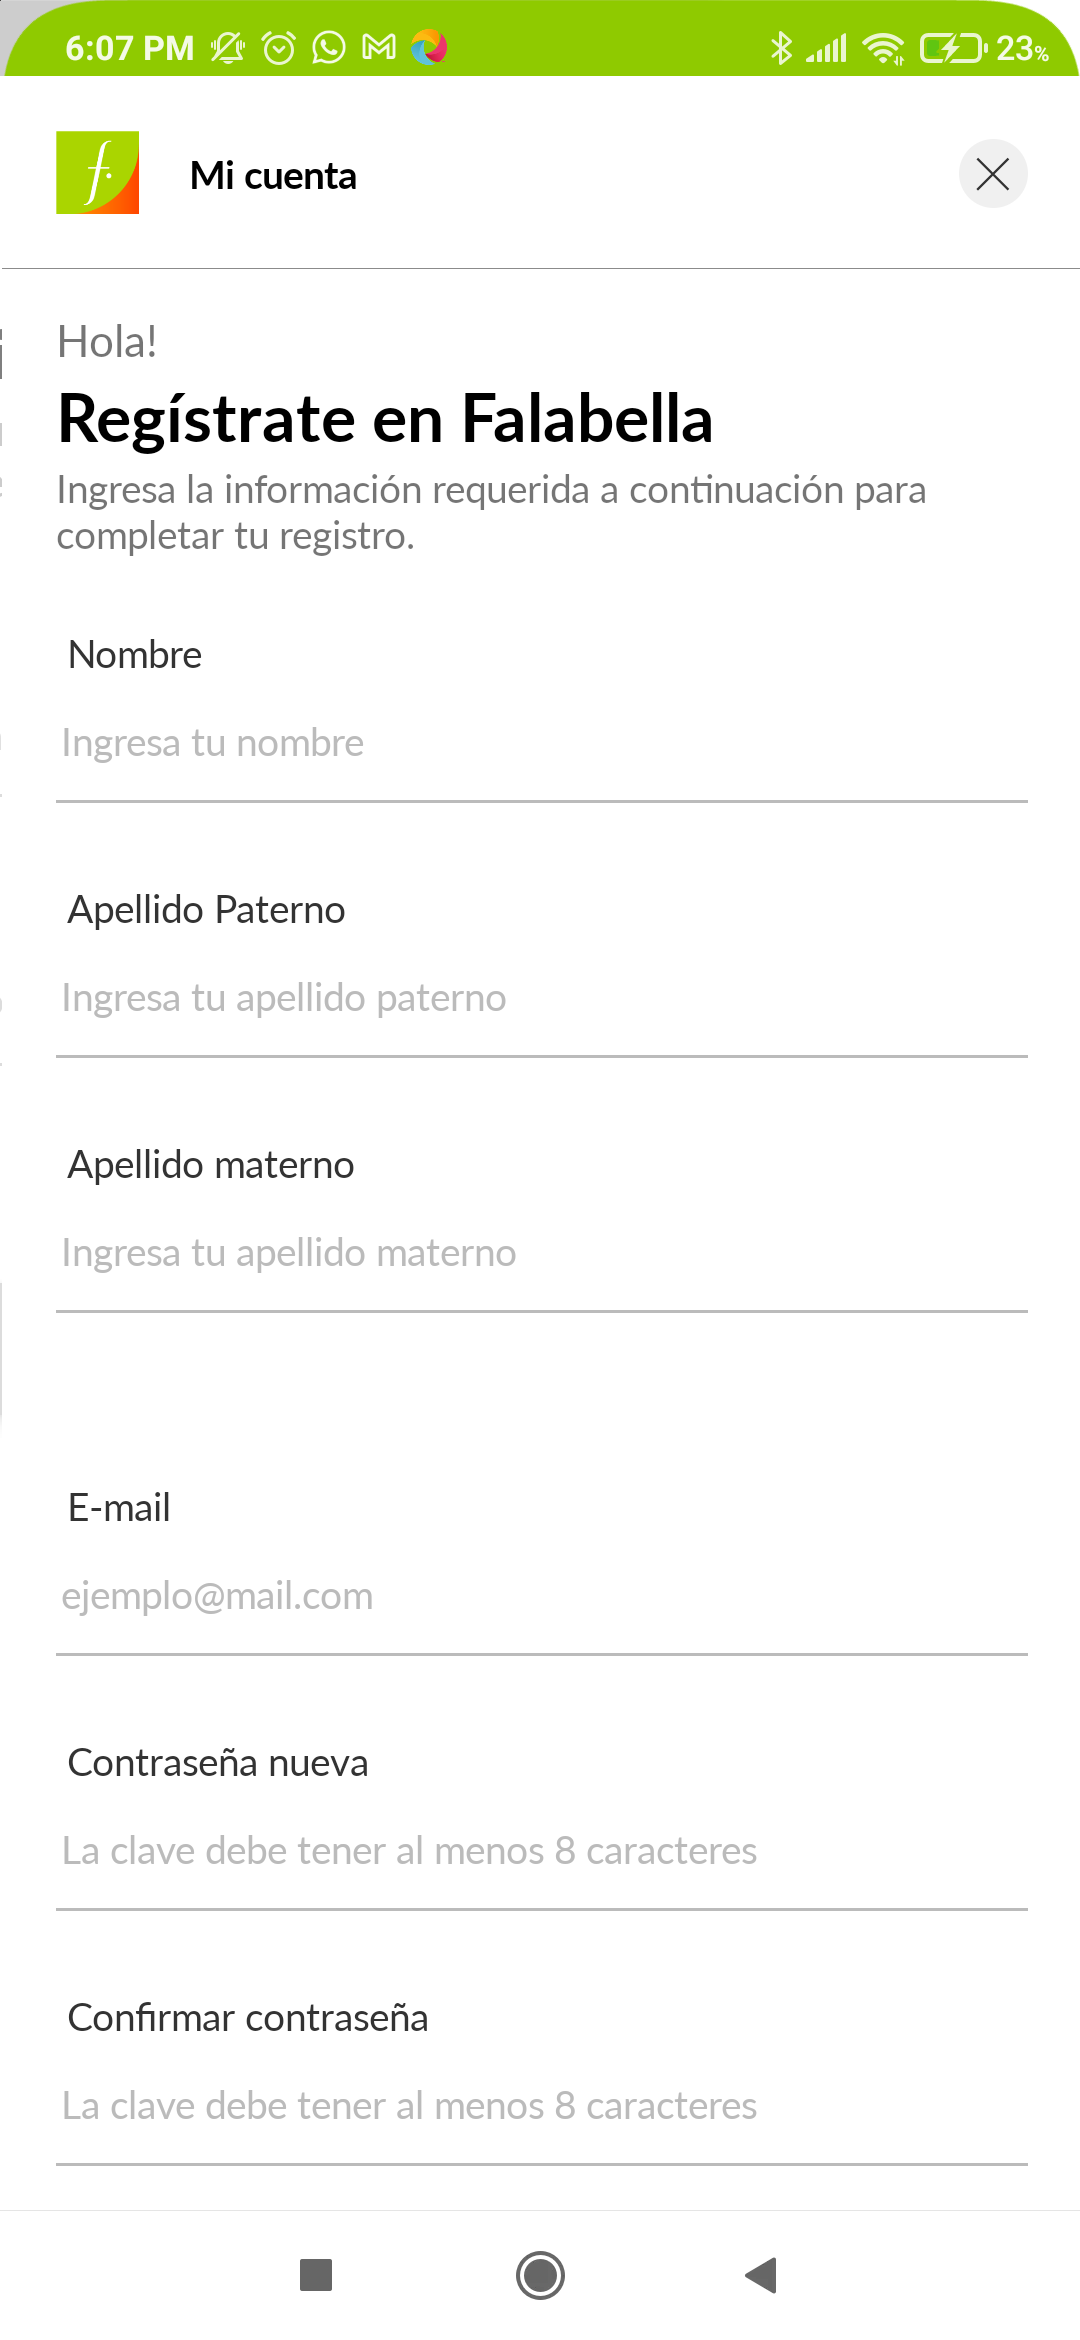 6:07 PM 23%
f.
Mi cuenta
Hola!
Regístrate en Falabella
Ingresa la información requerida a continuación para
completar tu registro.
Nombre
Ingresa tu nombre
Apellido Paterno
Ingresa tu apellido paterno
Apellido materno
Ingresa tu apellido materno
E-mail
ejemplo@mail.com
Contraseña nueva
La clave debe tener al menos 8 caracteres
Confirmar contraseña
La clave debe tener al menos 8 caracteres